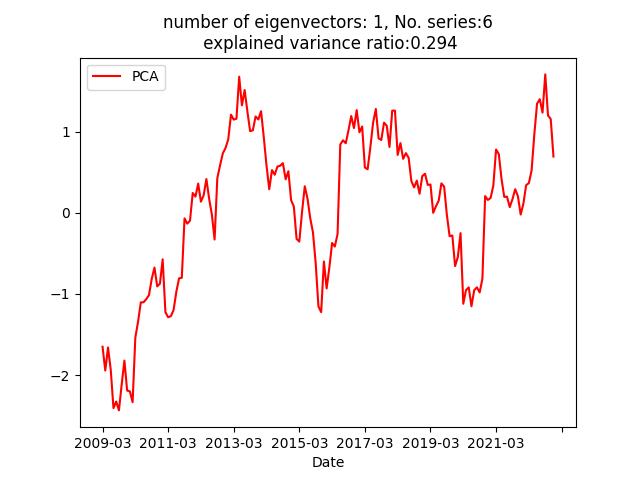 number of eigenvectors: 1, No. series:6
explained variance ratio:0.294
PCA
1
0
−1
−2
2009-03 2011-03 2013-03 2015-03 2017-03 2019-03 2021-03
Date